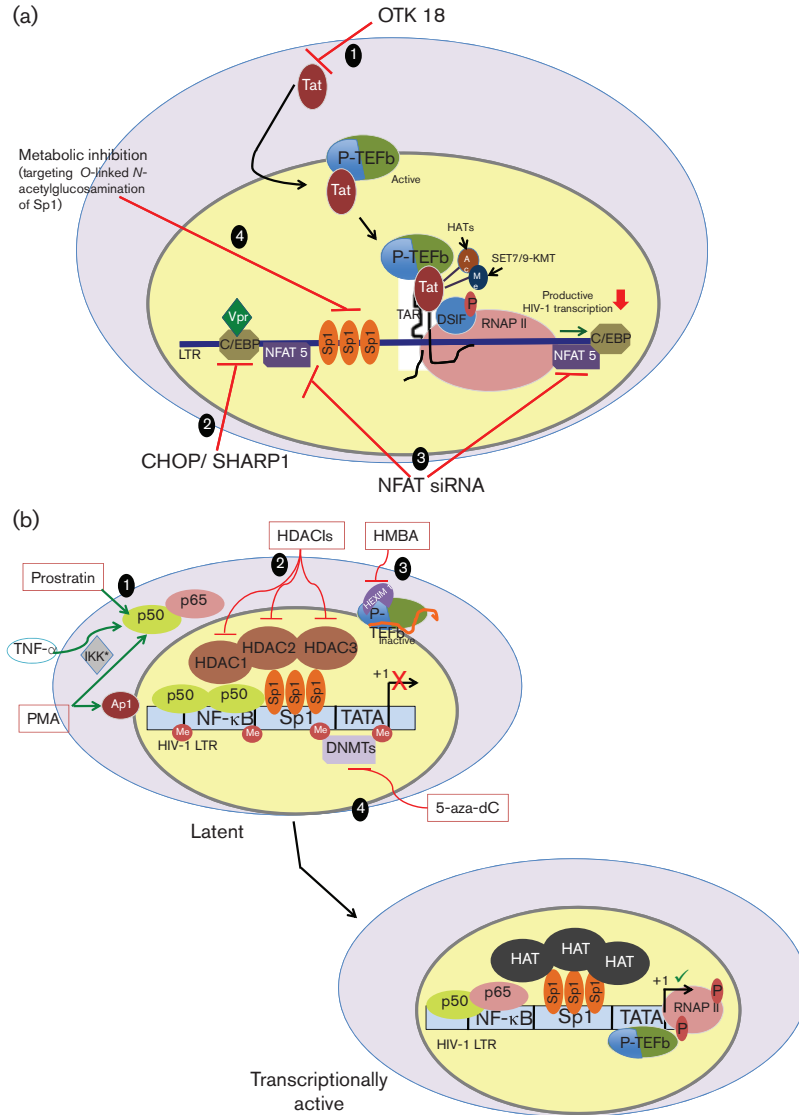 (a)
OTK 18
1
Tat
Metabolic inhibition
(targeting O-linked N-
acetylglucosamination
of Sp1)
P-TEFb
Active
Tat
4
HATs
P-TEFb
Ac
SET7/9-KMT
Me
Tat
P
Productive
HIV-1 transcription
Vpr
TAR
DSIF
RNAP II
C/EBP
Sp1
Sp1
Sp1
C/EBP
LTR
NFAT 5
NFAT 5
2
CHOP/ SHARP1
3
NFAT siRNA
(b)
HDACIs
HMBA
2
3
Prostratin
1
p65
p50
HEXIM 1
P-
TEFb
Inactive
TNF-α
IKK*
HDAC1
HDAC2
HDAC3
PMA
Ap1
p50
p50
Sp1
Sp1
Sp1
+1
X
NF-κB
Sp1
TATA
Me
Me
Me
Me
HIV-1 LTR
DNMTs
4
5-aza-dC
Latent
HAT
HAT
HAT
+1
p50
p65
Sp1
Sp1
Sp1
RNAP II
P
NF-κB
Sp1
TATA
P
HIV-1 LTR
P-TEFb
Transcriptionally
active